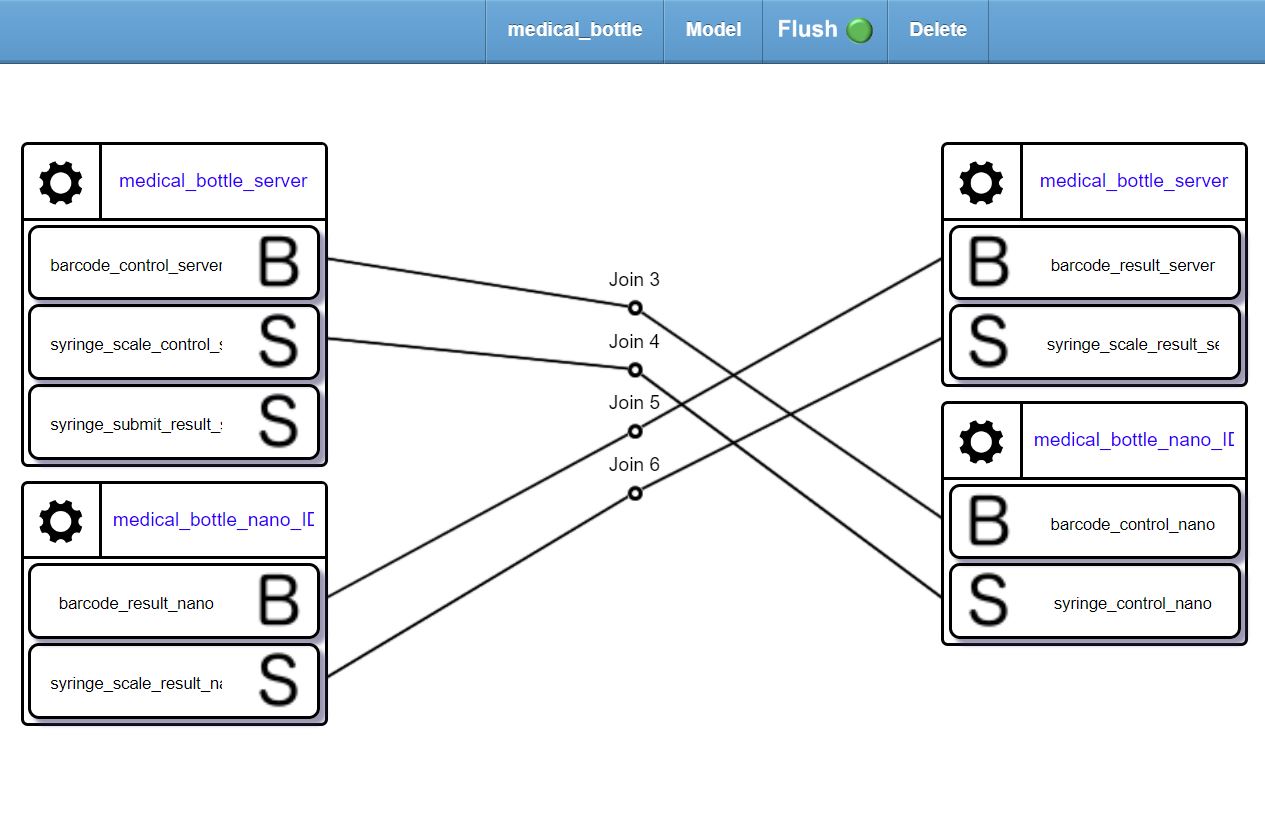 medical_bottle
Model
Flush
Delete
medical_bottle_server
barcode_control_server
B
syringe_scale_control_s
S
syringe_submit_result_s
S
medical_bottle_nano_ID
barcode_result_nano
B
syringe_scale_result_na
S
Join 3
Join 4
Join 5
Join 6
medical_bottle_server
B
barcode_result_server
S
syringe_scale_result_se
medical_bottle_nano_ID
B
barcode_control_nano
S
syringe_control_nano